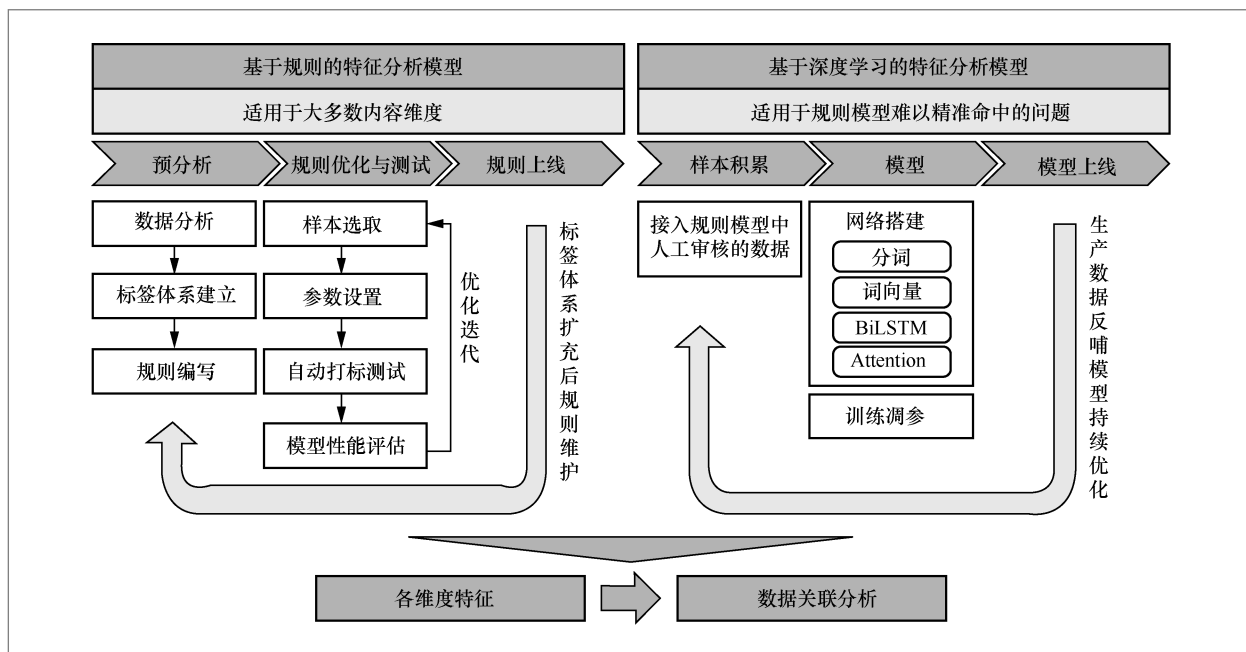 基于规则的特征分析模型
适用于大多数内容维度
预分析
规则优化与测试
规则上线
数据分析
标签体系建立
规则编写
样本选取
参数设置
自动打标测试
模型性能评估
优化迭代
标签体系扩充后规则维护
基于深度学习的特征分析模型
适用于规则模型难以精准命中的问题
样本积累
模型
模型上线
接入规则模型中
人工审核的数据
网络搭建
分词
词向量
BiLSTM
Attention
训练凋参
生产数据反哺模型持续优化
各维度特征
数据关联分析